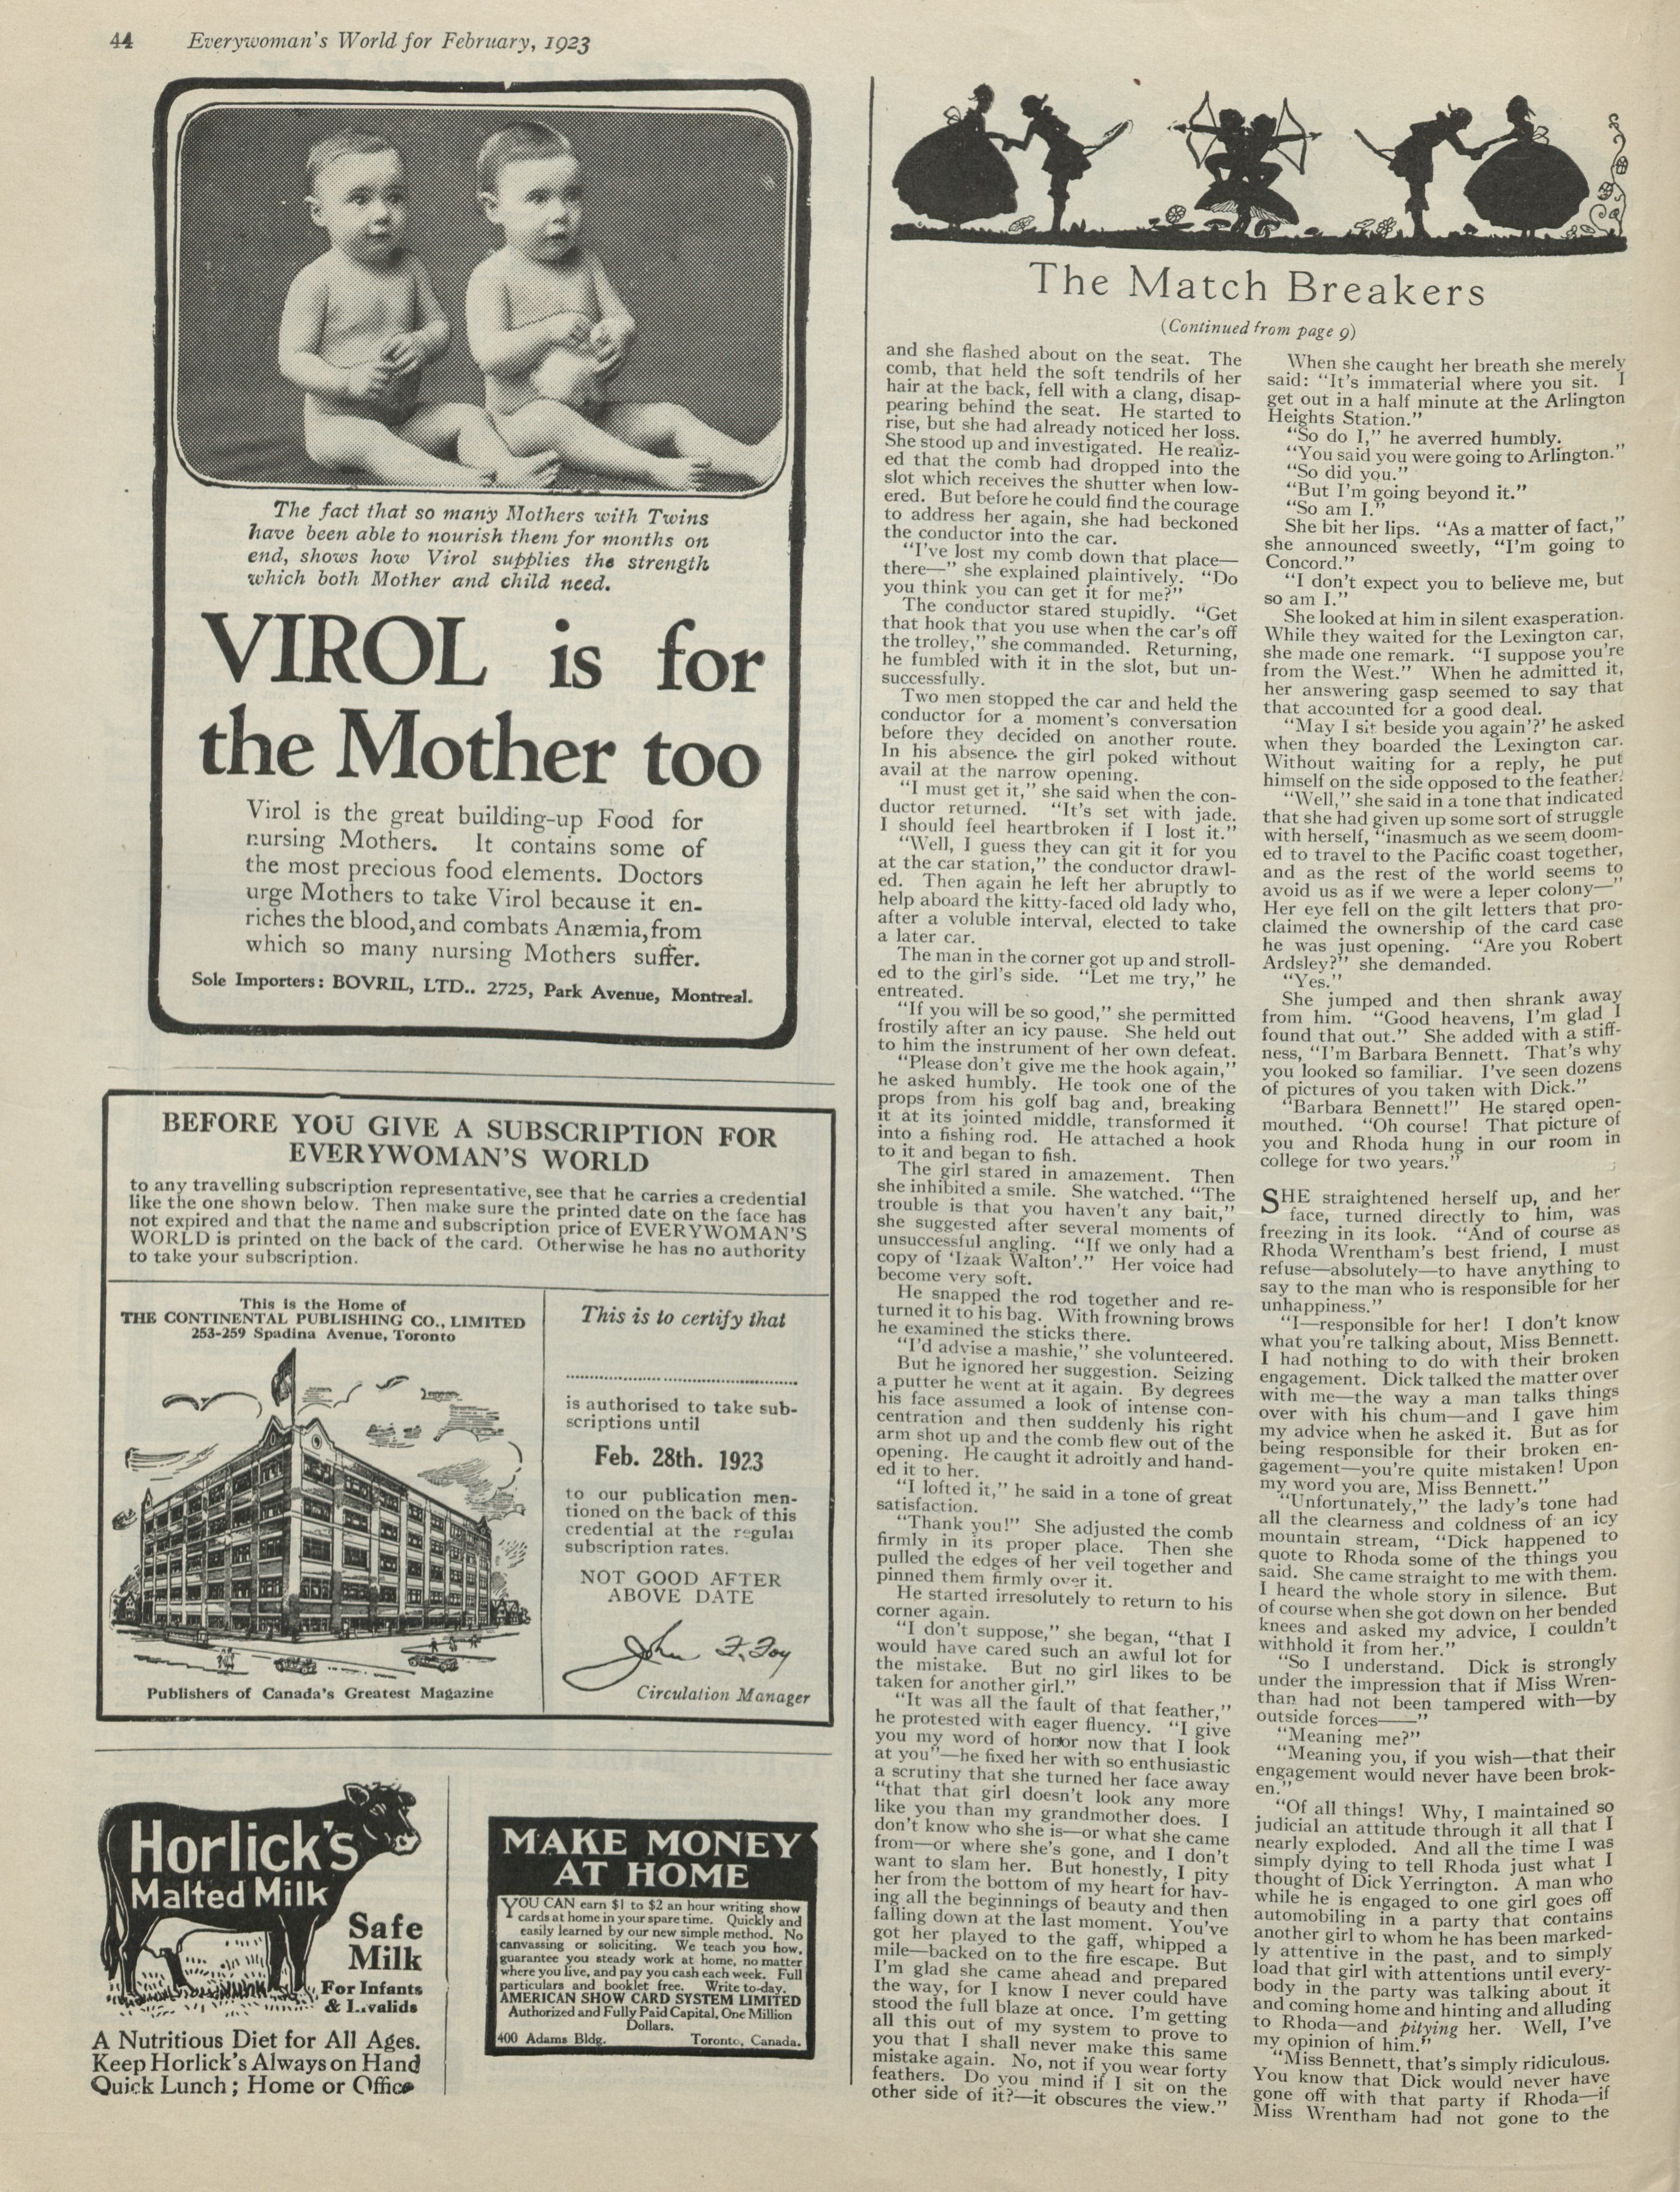 44 Everywoman's World for February, 1923
The fact that so many Mothers with Twins
have been able to nourish them for months on
end, shows how Virol supplies the strength
which both Mother and child need.
VIROL is for
the Mother too
Virol is the great building-up Food for
nursing Mothers. It contains some of
the most precious food elements. Doctors
urge Mothers to take Virol because it en-
riches the blood, and combats Anæmia, from
which so many nursing Mothers suffer.
Sole Importers: BOVRIL, LTD.. 2725, Park Avenue, Montreal.
BEFORE YOU GIVE A SUBSCRIPTION FOR
EVERYWOMAN'S WORLD
to any travelling subscription representative, see that he carries a credential
like the one shown below. Then make sure the printed date on the face has
not expired and that the name and subscription price of EVERYWOMAN'S
WORLD is printed on the back of the card. Otherwise he has no authority
to take your subscription.
This is the Home of
THE CONTINENTAL PUBLISHING CO., LIMITED
253-259 Spadina Avenue, Toronto
Publishers of Canada's Greatest Magazine
This is to certify that
is authorised to take sub-
scriptions until
Feb. 28th. 1923
to our publication men-
tioned on the back of this
credential at the regular
subscription rates.
NOT GOOD AFTER
ABOVE DATE
John F. Foy
Circulation Manager
Horlick's
Malted Milk
Safe
Milk
For Infants
& Invalids
A Nutritious Diet for All Ages.
Keep Horlick's Always on Hand
Quick Lunch; Home or Office
MAKE MONEY
AT HOME
YOU CAN earn $1 to $2 an hour writing show
cards at home in your spare time. Quickly and
easily learned by our new simple method. No
canvassing or soliciting. We teach you how,
guarantee you steady work at home, no matter
where you live, and pay you cash each week. Full
particulars and booklet free. Write to-day.
AMERICAN SHOW CARD SYSTEM LIMITED
Authorized and Fully Paid Capital, One Million
Dollars.
400 Adams Bldg. Toronto, Canada.
The Match Breakers
(Continued from page 9)
and she flashed about on the seat. The
comb, that held the soft tendrils of her
hair at the back, fell with a clang, disap-
pearing behind the seat. He started to
rise, but she had already noticed her loss.
She stood up and investigated. He realiz-
ed that the comb had dropped into the
slot which receives the shutter when low-
ered. But before he could find the courage
to address her again, she had beckoned
the conductor into the car.
"I've lost my comb down that place—
there—" she explained plaintively. "Do
you think you can get it for me?"
The conductor stared stupidly. "Get
that hook that you use when the car's off
the trolley," she commanded. Returning,
he fumbled with it in the slot, but un-
successfully.
Two men stopped the car and held the
conductor for a moment's conversation
before they decided on another route.
In his absence the girl poked without
avail at the narrow opening.
"I must get it," she said when the con-
ductor returned. "It's set with jade.
I should feel heartbroken if I lost it."
"Well, I guess they can git it for you
at the car station," the conductor drawl-
ed. Then again he left her abruptly to
help aboard the kitty-faced old lady who,
after a voluble interval, elected to take
a later car.
The man in the corner got up and stroll-
ed to the girl's side. "Let me try," he
entreated.
"If you will be so good," she permitted
frostily after an icy pause. She held out
to him the instrument of her own defeat.
"Please don't give me the hook again,"
he asked humbly. He took one of the
props from his golf bag and, breaking
it at its jointed middle, transformed it
into a fishing rod. He attached a hook
to it and began to fish.
The girl stared in amazement. Then
she inhibited a smile. She watched. "The
trouble is that you haven't any bait,"
she suggested after several moments of
unsuccessful angling. "If we only had a
copy of 'Izaak Walton'." Her voice had
become very soft.
He snapped the rod together and re-
turned it to his bag. With frowning brows
he examined the sticks there.
"I'd advise a mashie," she volunteered.
But he ignored her suggestion. Seizing
a putter he went at it again. By degrees
his face assumed a look of intense con-
centration and then suddenly his right
arm shot up and the comb flew out of the
opening. He caught it adroitly and hand-
ed it to her.
"I lofted it," he said in a tone of great
satisfaction.
"Thank you!" She adjusted the comb
firmly in its proper place. Then she
pulled the edges of her veil together and
pinned them firmly over it.
He started irresolutely to return to his
corner again.
"I don't suppose," she began, "that I
would have cared such an awful lot for
the mistake. But no girl likes to be
taken for another girl."
"It was all the fault of that feather,"
he protested with eager fluency. "I give
you my word of honor now that I look
at you"—he fixed her with so enthusiastic
a scrutiny that she turned her face away
"that that girl doesn't look any more
like you than my grandmother does. I
don't know who she is—or what she came
from—or where she's gone, and I don't
want to slam her. But honestly, I pity
her from the bottom of my heart for hav-
ing all the beginnings of beauty and then
falling down at the last moment. You've
got her played to the gaff, whipped a
mile—backed on to the fire escape. But
I'm glad she came ahead and prepared
the way, for I know I never could have
stood the full blaze at once. I'm getting
all this out of my system to prove to
you that I shall never make this same
mistake again. No, not if you wear forty
feathers. Do you mind if I sit on the
other side of it?—it obscures the view."
When she caught her breath she merely
said: "It's immaterial where you sit. I
get out in a half minute at the Arlington
Heights Station."
"So do I," he averred humbly.
"You said you were going to Arlington."
"So did you."
"But I'm going beyond it."
"So am I."
She bit her lips. "As a matter of fact,"
she announced sweetly, "I'm going to
Concord."
"I don't expect you to believe me, but
so am I."
She looked at him in silent exasperation.
While they waited for the Lexington car,
she made one remark. "I suppose you're
from the West." When he admitted it,
her answering gasp seemed to say that
that accounted for a good deal.
"May I sit beside you again'?' he asked
when they boarded the Lexington car.
Without waiting for a reply, he put
himself on the side opposed to the feather.
"Well," she said in a tone that indicated
that she had given up some sort of struggle
with herself, "inasmuch as we seem doom-
ed to travel to the Pacific coast together,
and as the rest of the world seems to
avoid us as if we were a leper colony—"
Her eye fell on the gilt letters that pro-
claimed the ownership of the card case
he was just opening. "Are you Robert
Ardsley?" she demanded.
"Yes."
She jumped and then shrank away
from him. "Good heavens, I'm glad I
found that out." She added with a stiff-
ness, "I'm Barbara Bennett. That's why
you looked so familiar. I've seen dozens
of pictures of you taken with Dick."
"Barbara Bennett!" He stared open-
mouthed. "Oh course! That picture of
you and Rhoda hung in our room in
college for two years."
SHE straightened herself up, and her
face, turned directly to him, was
freezing in its look. "And of course as
Rhoda Wrentham's best friend, I must
refuse—absolutely—to have anything to
say to the man who is responsible for her
unhappiness."
"I—responsible for her! I don't know
what you're talking about, Miss Bennett.
I had nothing to do with their broken
engagement. Dick talked the matter over
with me—the way a man talks things
over with his chum—and I gave him
my advice when he asked it. But as for
being responsible for their broken en-
gagement—you're quite mistaken! Upon
my word you are, Miss Bennett."
"Unfortunately," the lady's tone had
all the clearness and coldness of an icy
mountain stream, "Dick happened to
quote to Rhoda some of the things you
said. She came straight to me with them.
I heard the whole story in silence. But
of course when she got down on her bended
knees and asked my advice, I couldn't
withhold it from her."
"So I understand. Dick is strongly
under the impression that if Miss Wren-
than had not been tampered with—by
outside forces——"
"Meaning me?"
"Meaning you, if you wish—that their
engagement would never have been brok-
en."
"Of all things! Why, I maintained so
judicial an attitude through it all that I
nearly exploded. And all the time I was
simply dying to tell Rhoda just what I
thought of Dick Yerrington. A man who
while he is engaged to one girl goes off
automobiling in a party that contains
another girl to whom he has been marked-
ly attentive in the past, and to simply
load that girl with attentions until every-
body in the party was talking about it
and coming home and hinting and alluding
to Rhoda—and pitying her. Well, I've
my opinion of him."
"Miss Bennett, that's simply ridiculous.
You know that Dick would never have
gone off with that party if Rhoda—if
Miss Wrentham had not gone to the